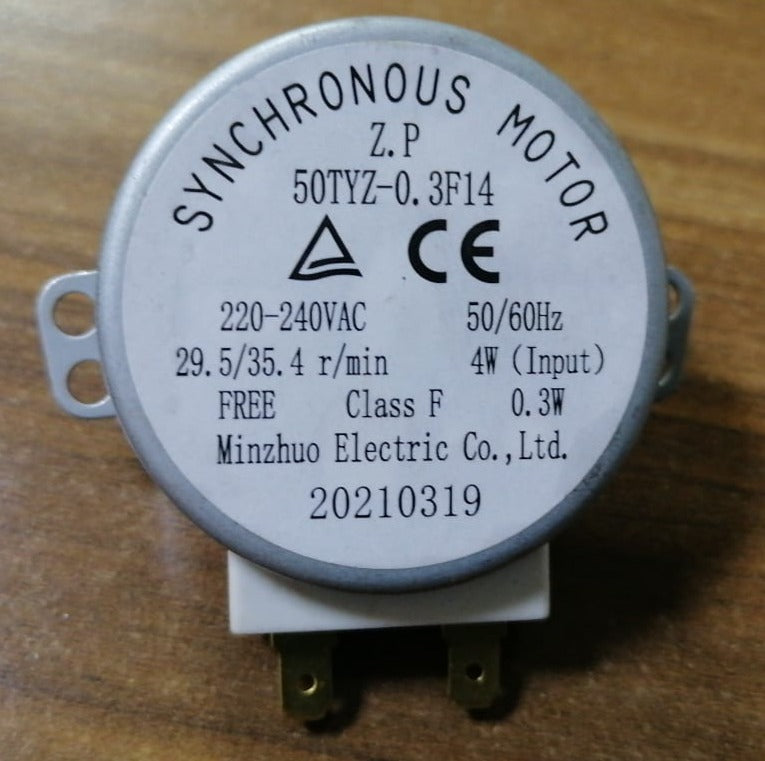 SYNCHRONOUS MOTOR
Z.P
50TYZ-0.3F14
CE
220-240VAC 50/60Hz
29.5/35.4 r/min 4W (Input)
FREE Class F 0.3W
Minzhuo Electric Co.,Ltd.
20210319